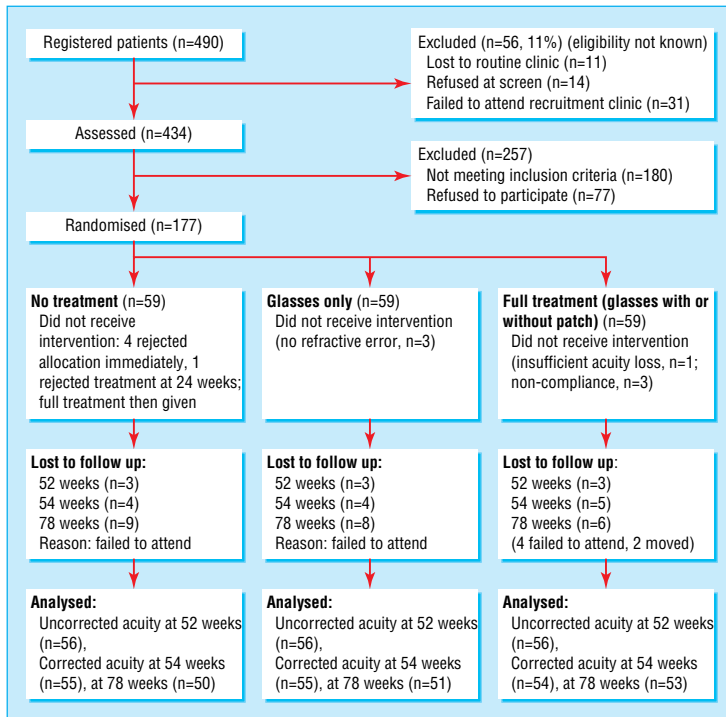 Registered patients (n=490)
Excluded (n=56, 11%) (eligibility not known)
Lost to routine clinic (n=11)
Refused at screen (n=14)
Failed to attend recruitment clinic (n=31)
Assessed (n=434)
Excluded (n=257)
Not meeting inclusion criteria (n=180)
Refused to participate (n=77)
Randomised (n=177)
No treatment (n=59)
Did not receive
intervention: 4 rejected
allocation immediately, 1
rejected treatment at 24 weeks;
full treatment then given
Glasses only (n=59)
Did not receive intervention
(no refractive error, n=3)
Full treatment (glasses with or
without patch) (n=59)
Did not receive intervention
(insufficient acuity loss, n=1;
non-compliance, n=3)
Lost to follow up:
52 weeks (n=3)
54 weeks (n=4)
78 weeks (n=9)
Reason: failed to attend
Lost to follow up:
52 weeks (n=3)
54 weeks (n=4)
78 weeks (n=8)
Reason: failed to attend
Lost to follow up:
52 weeks (n=3)
54 weeks (n=5)
78 weeks (n=6)
(4 failed to attend, 2 moved)
Analysed:
Uncorrected acuity at 52 weeks
(n=56),
Corrected acuity at 54 weeks
(n=55), at 78 weeks (n=50)
Analysed:
Uncorrected acuity at 52 weeks
(n=56),
Corrected acuity at 54 weeks
(n=55), at 78 weeks (n=51)
Analysed:
Uncorrected acuity at 52 weeks
(n=56),
Corrected acuity at 54 weeks
(n=54), at 78 weeks (n=53)